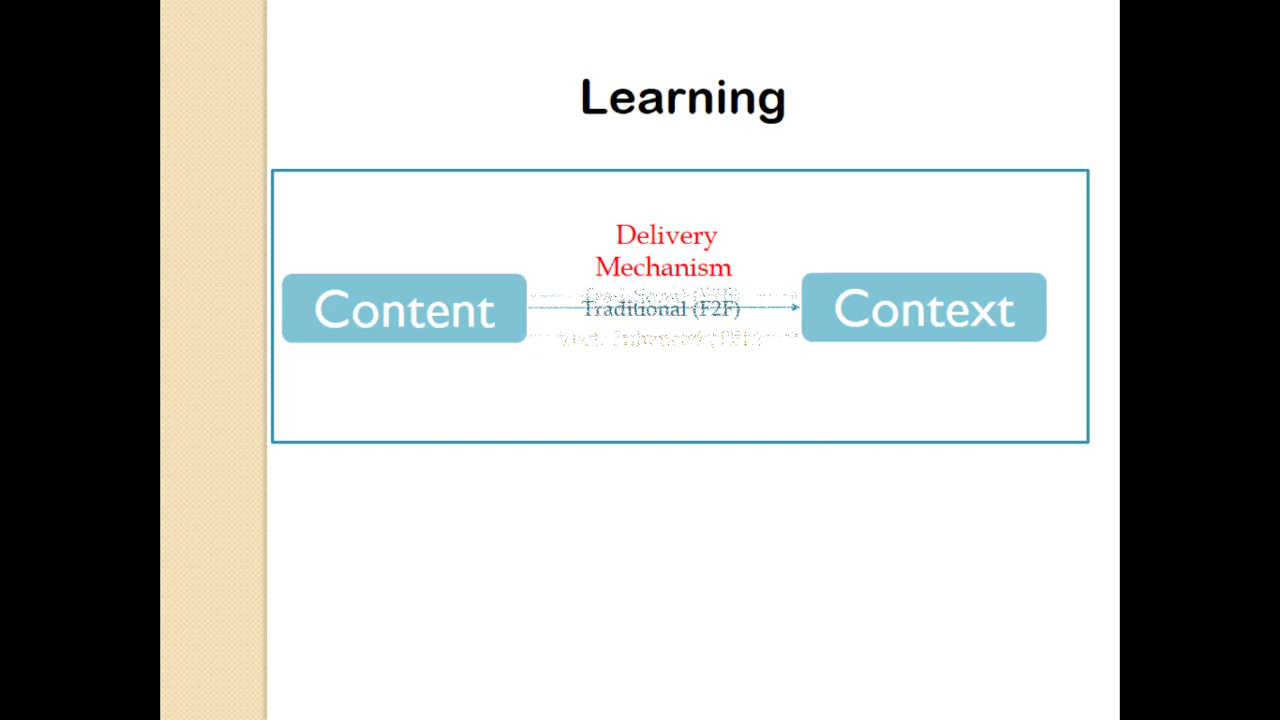 Learning
Delivery
Mechanism
Content
Traditional (F2F)
Context